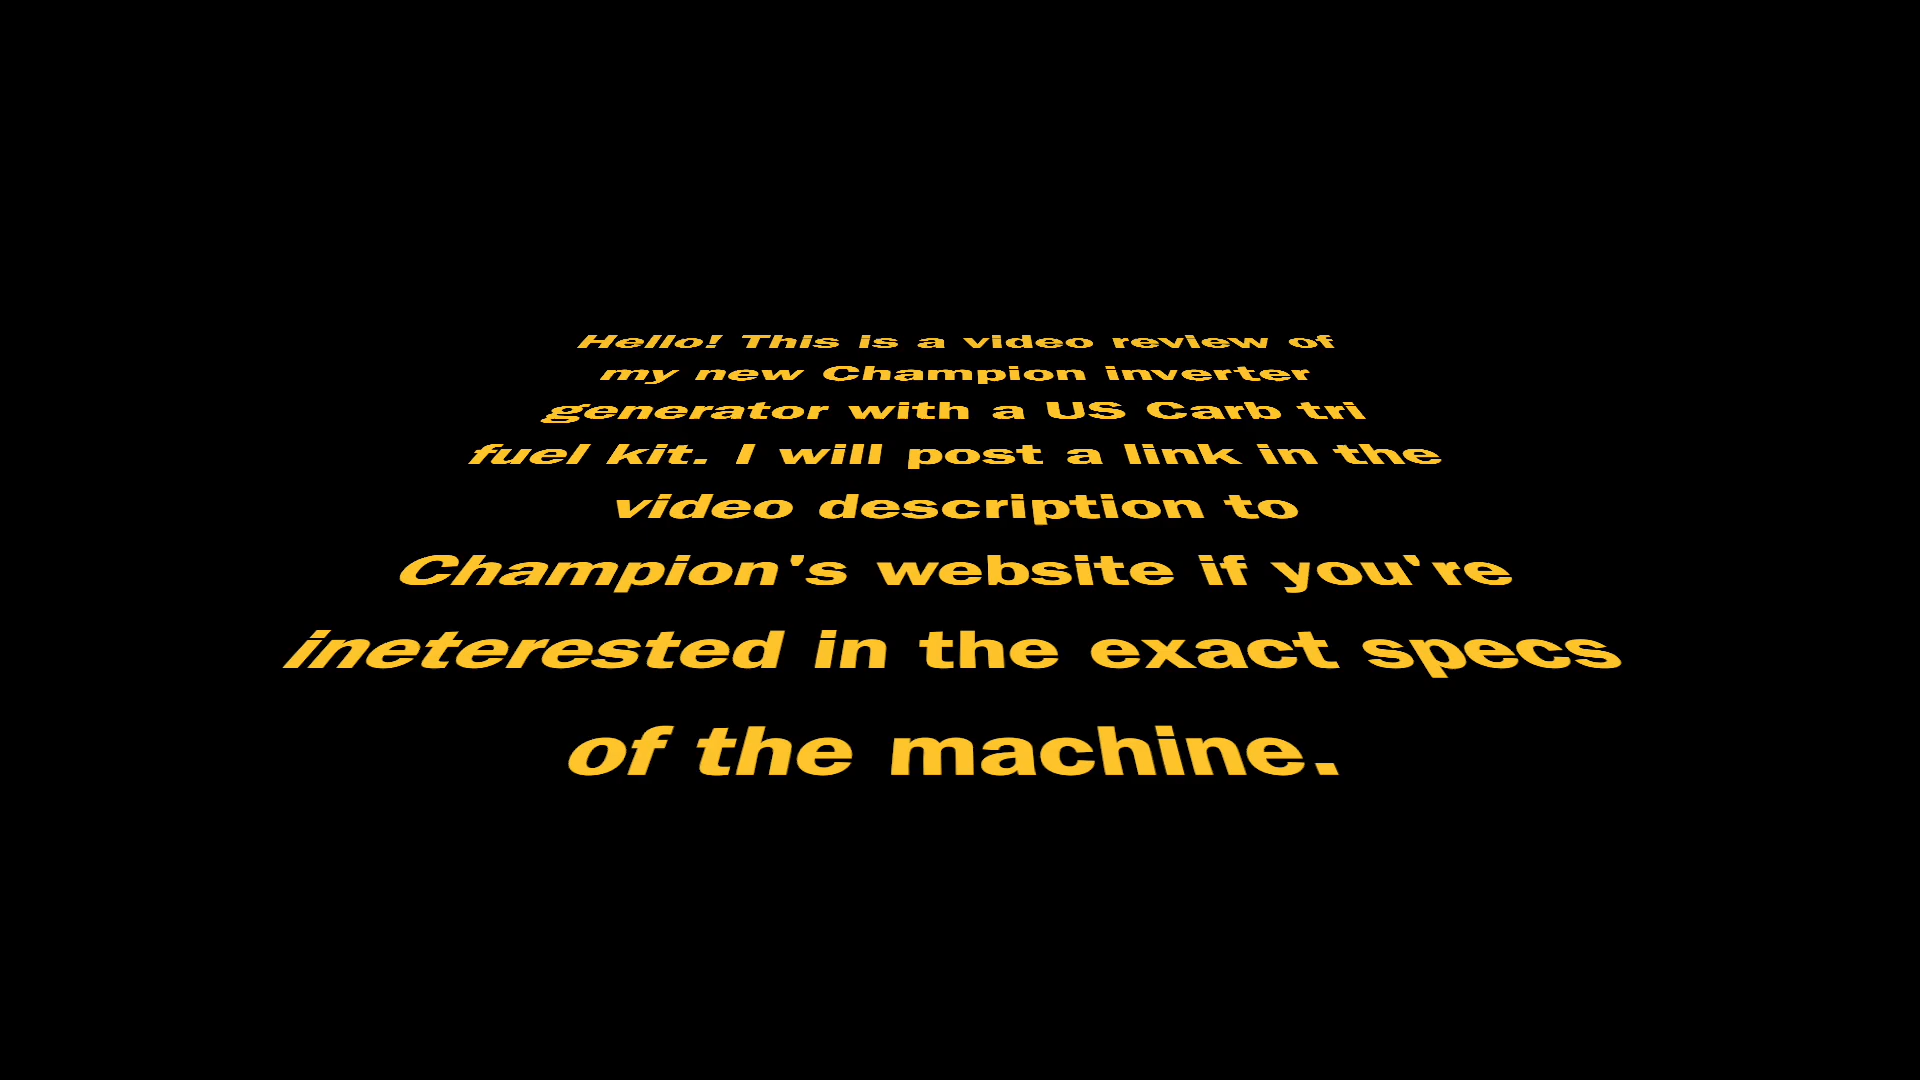 Hello! This is a video review of
my new Champion inverter
generator with a US Carb tri
fuel kit. I will post a link in the
video description to
Champion's website if you're
ineterested in the exact specs
of the machine.